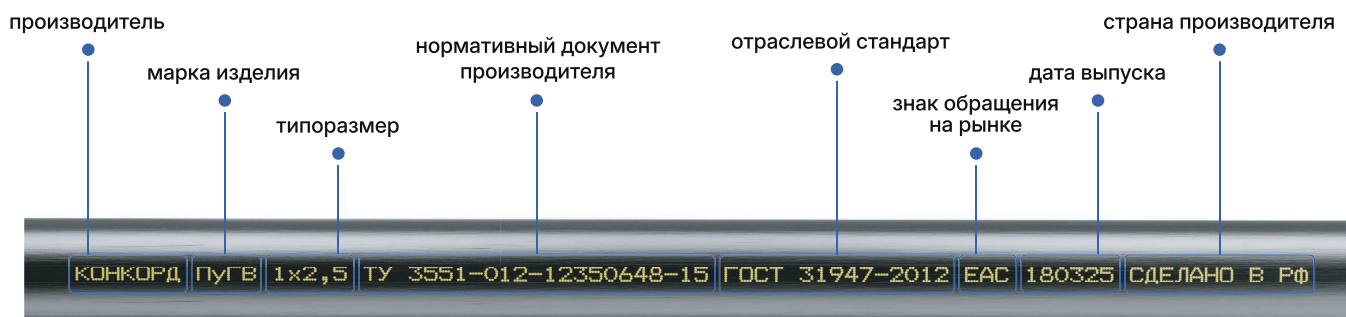 производитель
марка изделия
типоразмер
нормативный документ
производителя
отраслевой стандарт
знак обращения
на рынке
дата выпуска
страна производителя
КОНКОРД ПуГВ 1x2,5 ТУ 3551-012-12350648-15 ГОСТ 31947-2012 ЕАС 180325 СДЕЛАНО В РФ